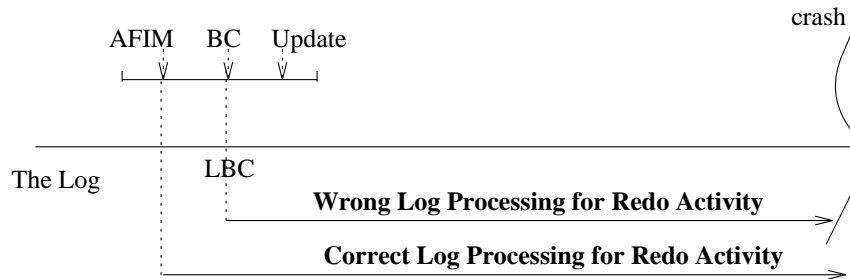 crash
AFIM BC Update
LBC
The Log
Wrong Log Processing for Redo Activity
Correct Log Processing for Redo Activity